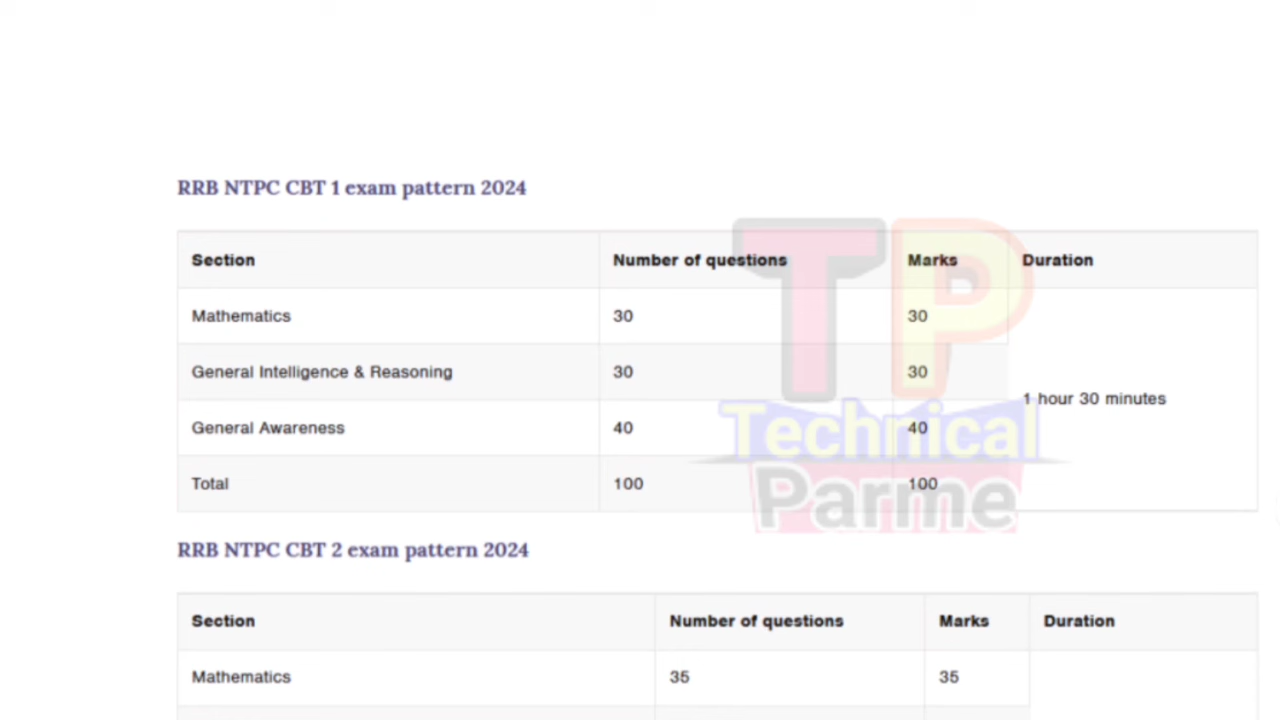 RRB NTPC CBT 1 exam pattern 2024
Section Number of questions Marks Duration
Mathematics 30 30
General Intelligence & Reasoning 30 30
1 hour 30 minutes
General Awareness 40 40
Total 100 100
TP
Technical
Parme
RRB NTPC CBT 2 exam pattern 2024
Section Number of questions Marks Duration
Mathematics 35 35